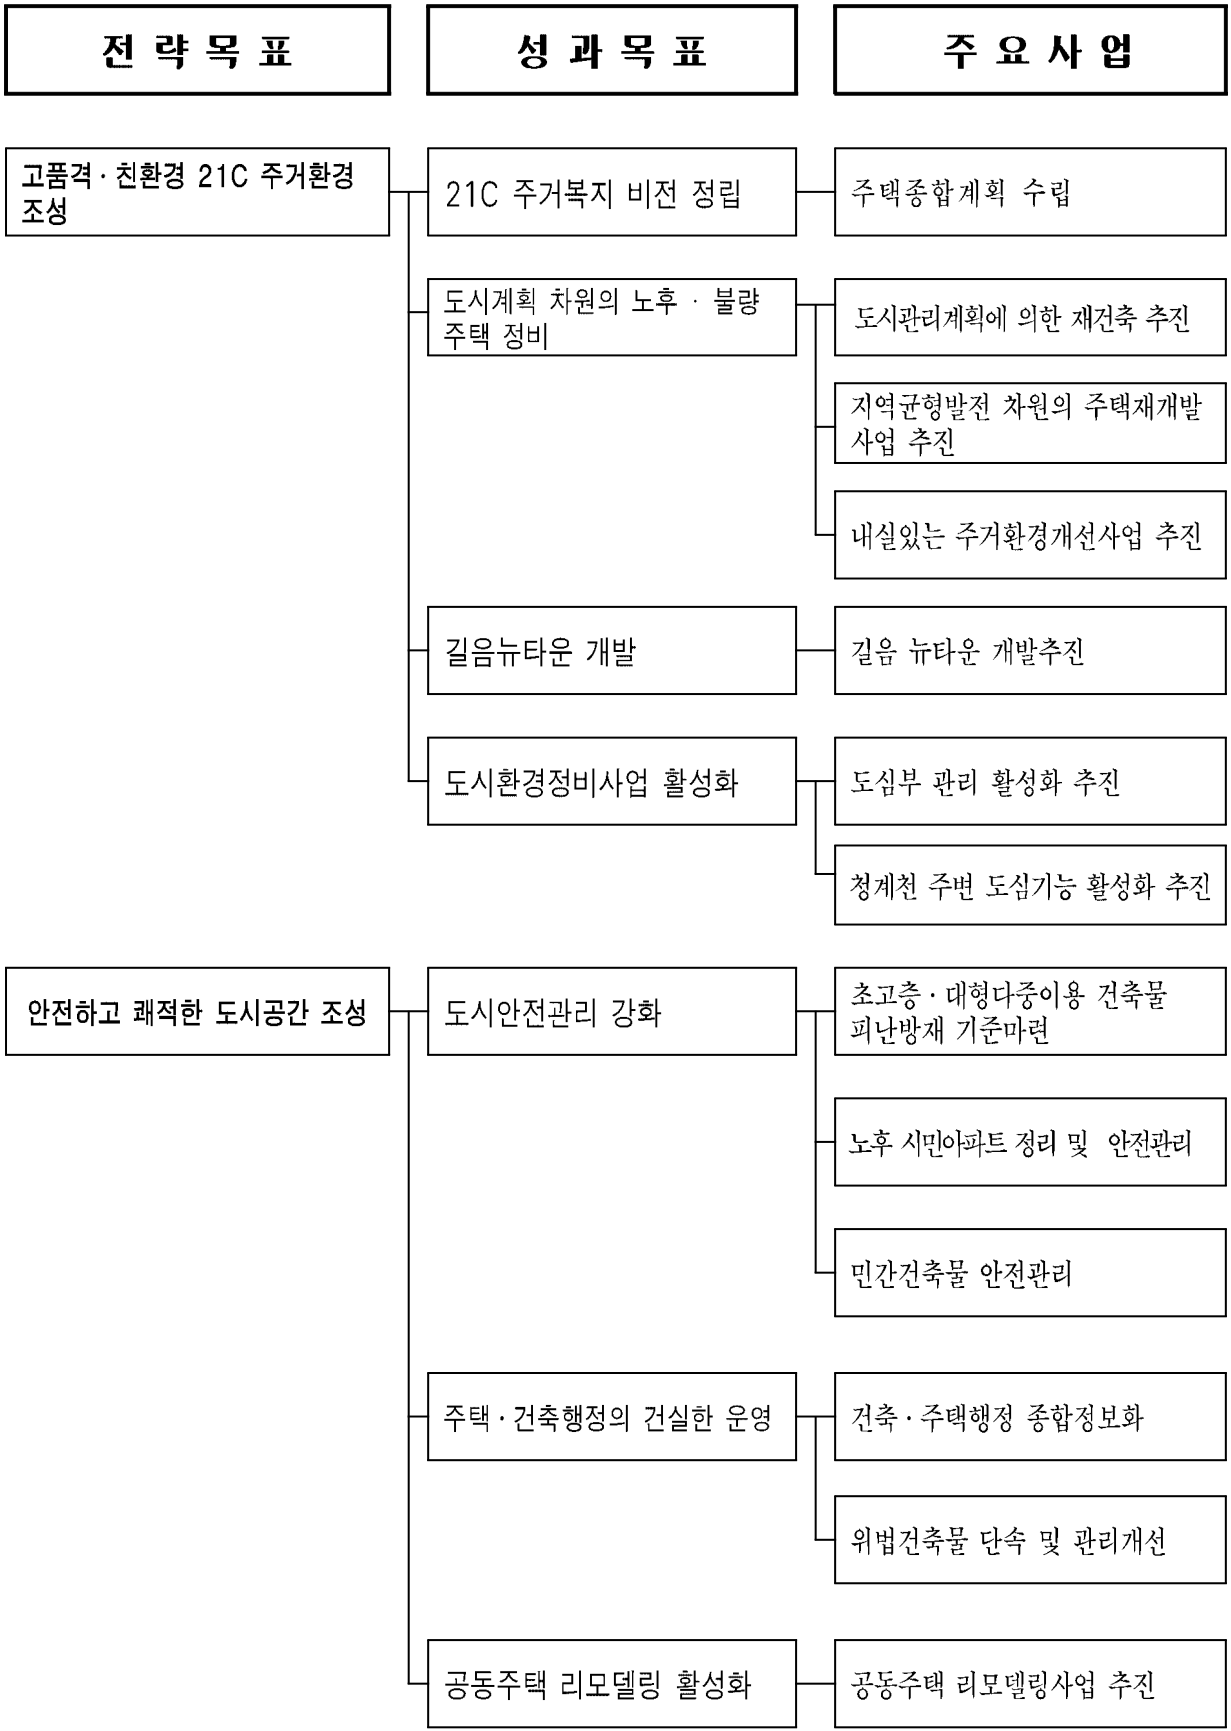 전 략 목 표
성 과 목 표
주 요 사 업
고품격·친환경 21C 주거환경
조성
21C 주거복지 비전 정립
주택종합계획 수립
도시계획 차원의 노후 · 불량
주택 정비
도시관리계획에 의한 재건축 추진
지역균형발전 차원의 주택재개발
사업 추진
내실있는 주거환경개선사업 추진
길음뉴타운 개발
길음 뉴타운 개발추진
도시환경정비사업 활성화
도심부 관리 활성화 추진
청계천 주변 도심기능 활성화 추진
안전하고 쾌적한 도시공간 조성
도시안전관리 강화
초고층·대형다중이용 건축물
피난방재 기준마련
노후 시민아파트 정리 및 안전관리
민간건축물 안전관리
주택·건축행정의 건실한 운영
건축·주택행정 종합정보화
위법건축물 단속 및 관리개선
공동주택 리모델링 활성화
공동주택 리모델링사업 추진